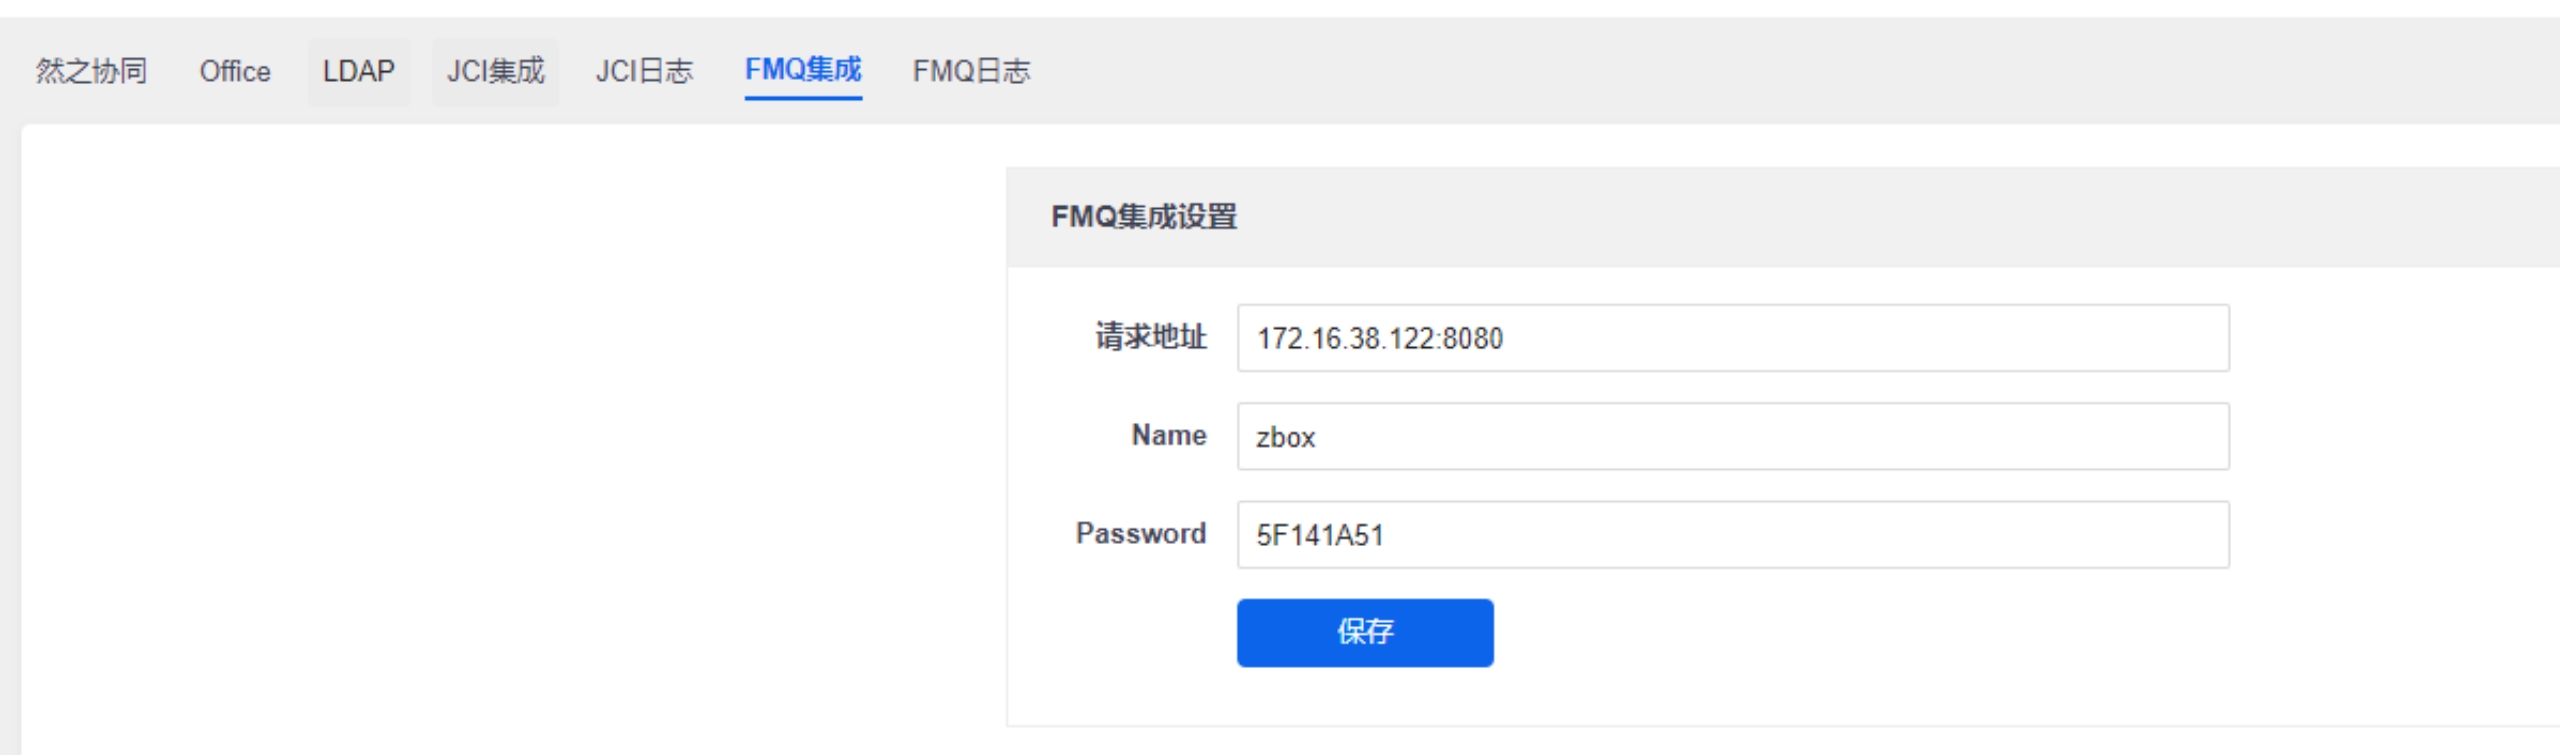 然之协同 Office LDAP JCI集成 JCI日志 FMQ集成 FMQ日志
FMQ集成设置
请求地址 172.16.38.122:8080
Name zbox
Password 5F141A51
保存